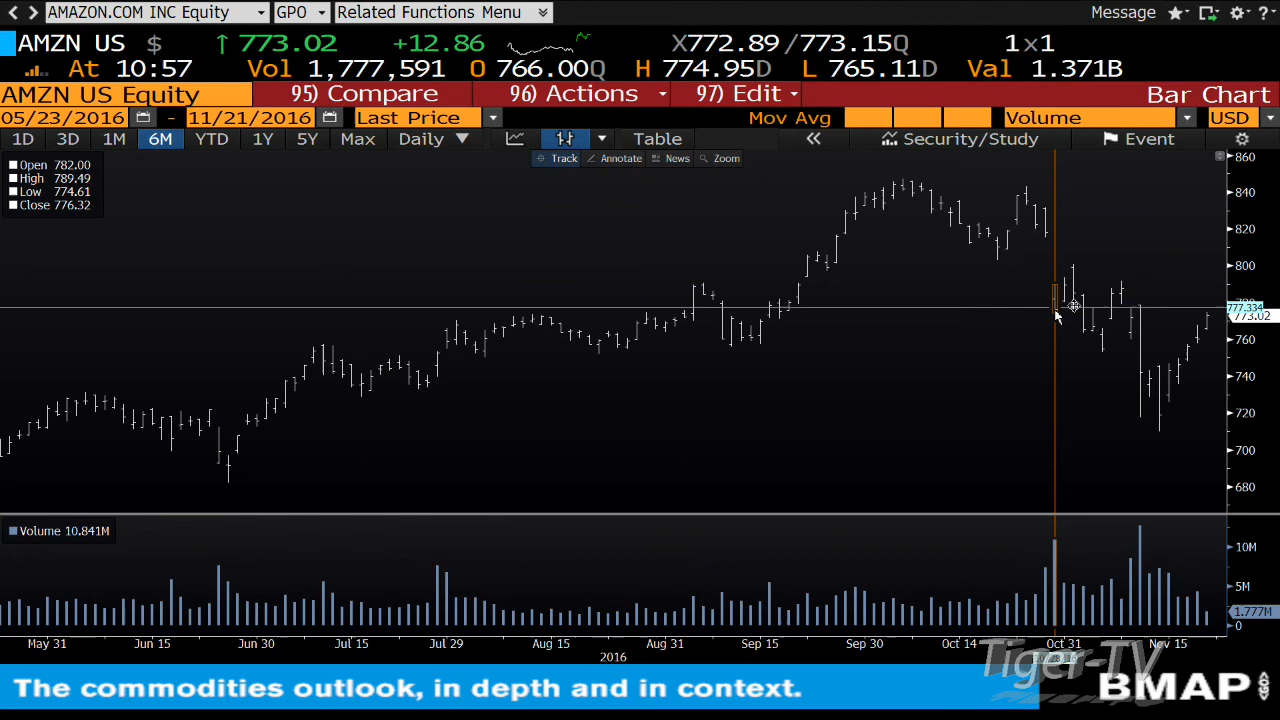 AMAZON.COM INC Equity GPO Related Functions Menu Message
AMZN US $ 773.02 +12.86 X772.89 /773.15Q 1x1
At 10:57 Vol 1,777,591 O 766.00Q H 774.95D L 765.11D Val 1.371B
AMZN US Equity 95) Compare 96) Actions 97) Edit Bar Chart
05/23/2016 - 11/21/2016 Last Price Mov Avg Volume USD
1D 3D 1M 6M YTD 1Y 5Y Max Daily Table Security/Study Event
Track Annotate News Zoom
Open 782.00
High 789.49
Low 774.61
Close 776.32
860
840
820
800
777.334
773.02
760
740
720
700
680
Volume 10.841M
10M
5M
1.777M
0
May 31 Jun 15 Jun 30 Jul 15 Jul 29 Aug 15 Aug 31 Sep 15 Sep 30 Oct 14 Oct 31 Nov 15
2016
Tiger-TV
The commodities outlook, in depth and in context.
BMAP